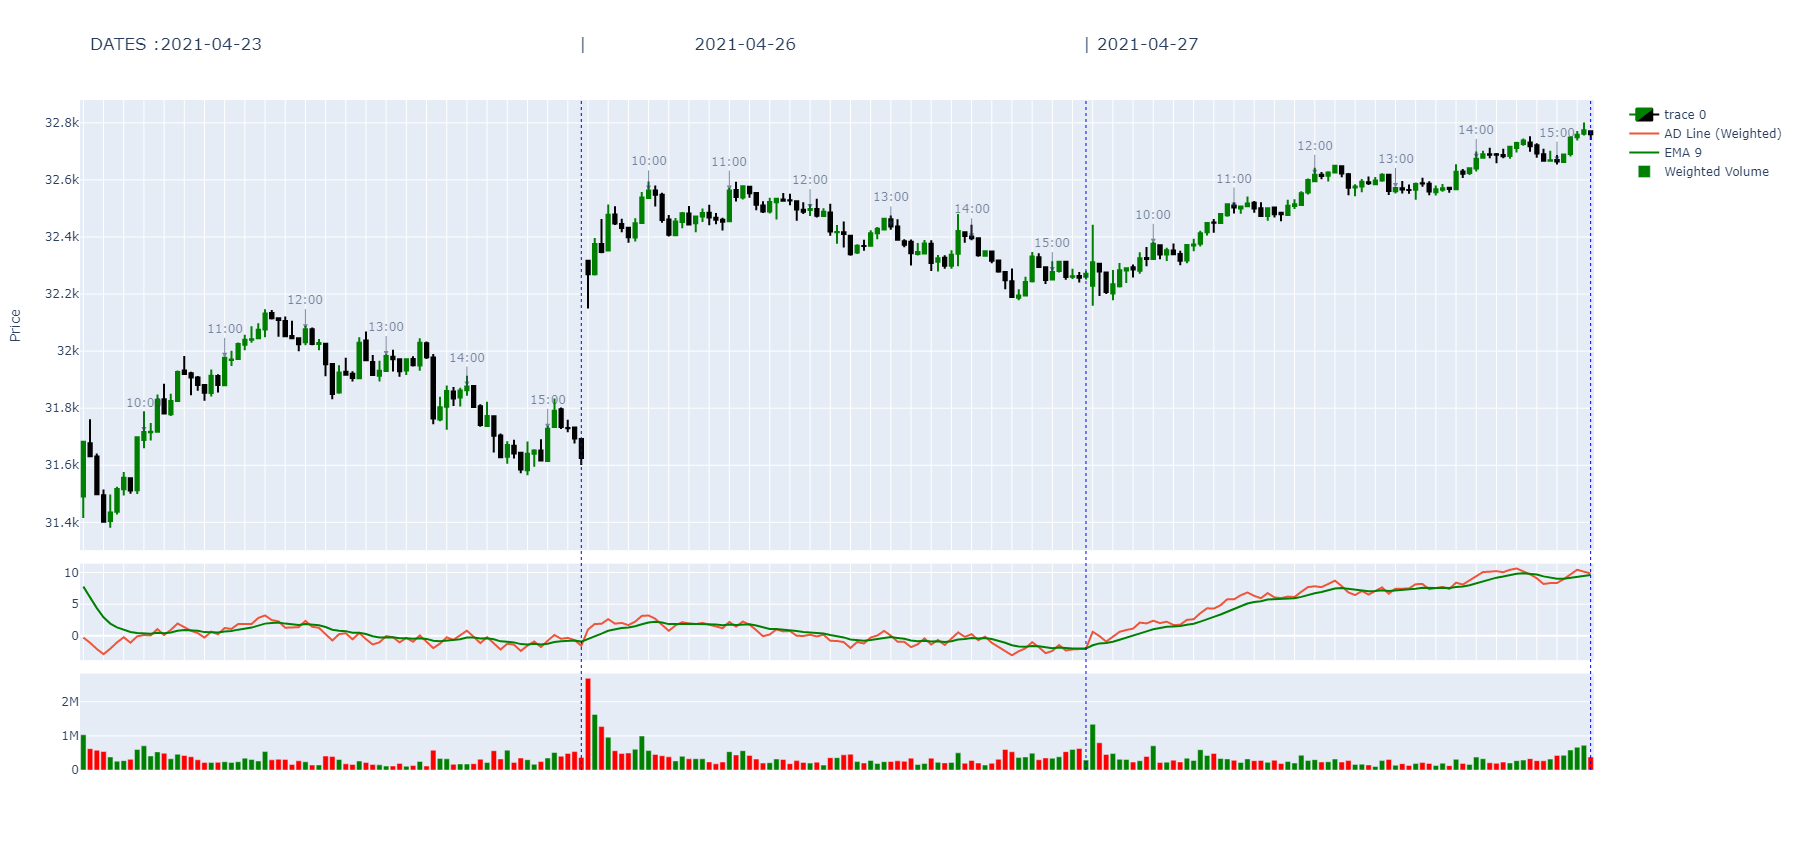 DATES :2021-04-23 | 2021-04-26 | 2021-04-27
32.8k
32.6k
32.4k
32.2k
32k
31.8k
31.6k
31.4k
Price
10:00
11:00
12:00
13:00
14:00
15:00
10:00
11:00
12:00
13:00
14:00
15:00
10:00
11:00
12:00
13:00
14:00
15:00
trace 0
AD Line (Weighted)
EMA 9
Weighted Volume
10
5
0
2M
1M
0